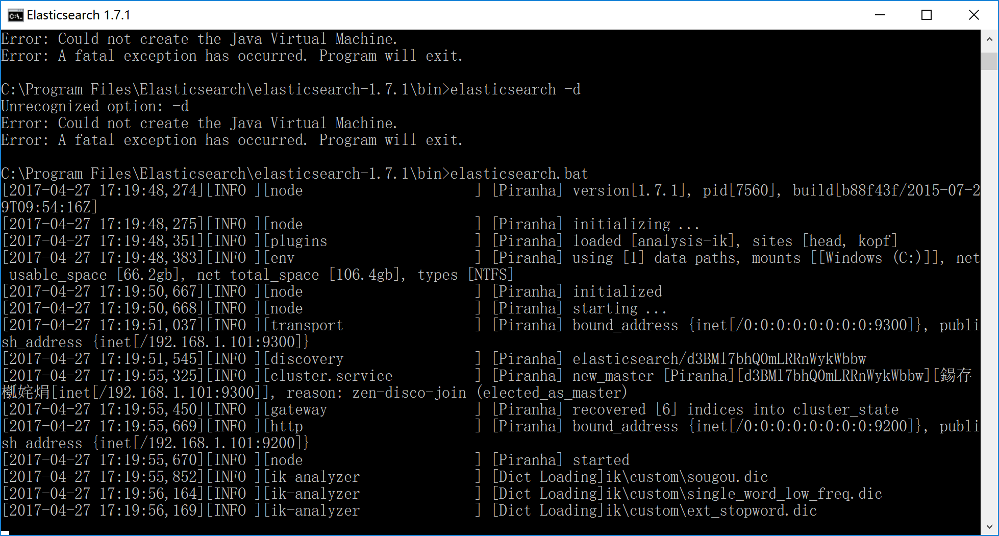 Elasticsearch 1.7.1
Error: Could not create the Java Virtual Machine.
Error: A fatal exception has occurred. Program will exit.
C:\Program Files\Elasticsearch\elasticsearch-1.7.1\bin>elasticsearch -d
Unrecognized option: -d
Error: Could not create the Java Virtual Machine.
Error: A fatal exception has occurred. Program will exit.
C:\Program Files\Elasticsearch\elasticsearch-1.7.1\bin>elasticsearch.bat
[2017-04-27 17:19:48,274][INFO ][node                     ] [Piranha] version[1.7.1], pid[7560], build[b88f43f/2015-07-2
9T09:54:16Z]
[2017-04-27 17:19:48,275][INFO ][node                     ] [Piranha] initializing ...
[2017-04-27 17:19:48,351][INFO ][plugins                  ] [Piranha] loaded [analysis-ik], sites [head, kopf]
[2017-04-27 17:19:48,383][INFO ][env                      ] [Piranha] using [1] data paths, mounts [[Windows (C:)]], net
 usable_space [66.2gb], net total_space [106.4gb], types [NTFS]
[2017-04-27 17:19:50,667][INFO ][node                     ] [Piranha] initialized
[2017-04-27 17:19:50,668][INFO ][node                     ] [Piranha] starting ...
[2017-04-27 17:19:51,037][INFO ][transport                ] [Piranha] bound_address {inet[/0:0:0:0:0:0:0:0:9300]}, publi
sh_address {inet[/192.168.1.101:9300]}
[2017-04-27 17:19:51,545][INFO ][discovery                ] [Piranha] elasticsearch/d3BMl7bhQ0mLRRnWykWbbw
[2017-04-27 17:19:55,325][INFO ][cluster.service          ] [Piranha] new_master [Piranha][d3BMl7bhQ0mLRRnWykWbbw][鍚存
槬姹焆[inet[/192.168.1.101:9300]], reason: zen-disco-join (elected_as_master)
[2017-04-27 17:19:55,450][INFO ][gateway                  ] [Piranha] recovered [6] indices into cluster_state
[2017-04-27 17:19:55,669][INFO ][http                     ] [Piranha] bound_address {inet[/0:0:0:0:0:0:0:0:9200]}, publi
sh_address {inet[/192.168.1.101:9200]}
[2017-04-27 17:19:55,670][INFO ][node                     ] [Piranha] started
[2017-04-27 17:19:55,852][INFO ][ik-analyzer              ] [Dict Loading]ik\custom\sougou.dic
[2017-04-27 17:19:56,164][INFO ][ik-analyzer              ] [Dict Loading]ik\custom\single_word_low_freq.dic
[2017-04-27 17:19:56,169][INFO ][ik-analyzer              ] [Dict Loading]ik\custom\ext_stopword.dic